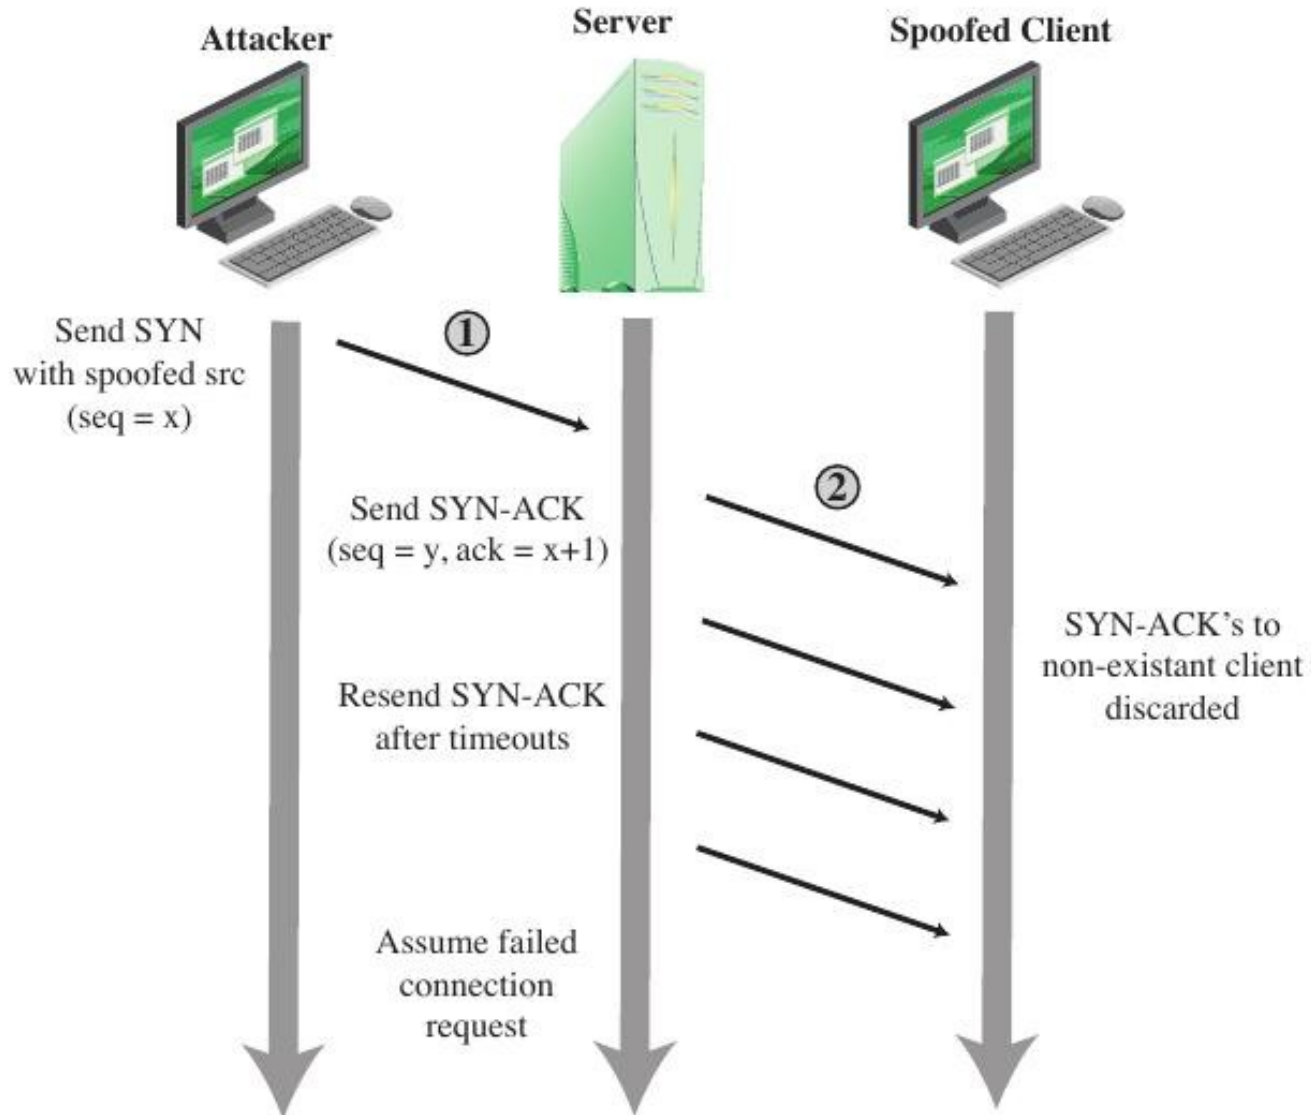 Attacker
Server
Spoofed Client
Send SYN
with spoofed src
(seq = x)
1
Send SYN-ACK
(seq = y, ack = x+1)
2
SYN-ACK’s to
non-existant client
discarded
Resend SYN-ACK
after timeouts
Assume failed
connection
request